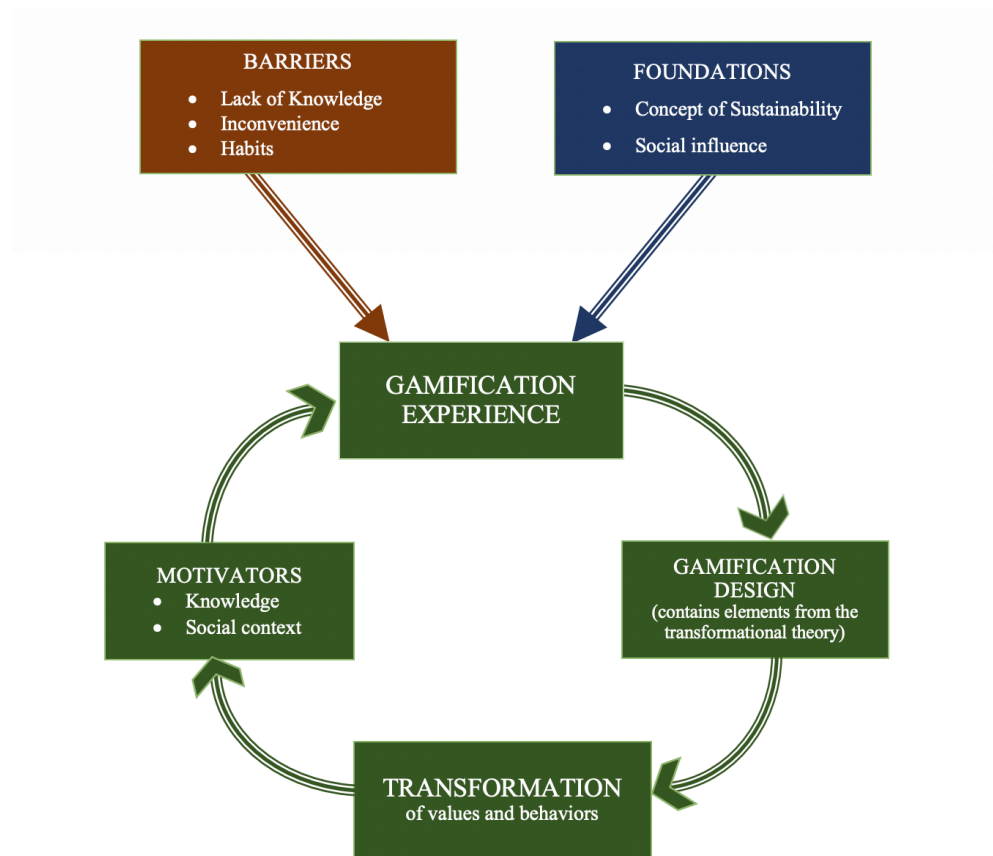 BARRIERS
• Lack of Knowledge
• Inconvenience
• Habits
FOUNDATIONS
• Concept of Sustainability
• Social influence
GAMIFICATION
EXPERIENCE
MOTIVATORS
• Knowledge
• Social context
GAMIFICATION
DESIGN
(contains elements from the
transformational theory)
TRANSFORMATION
of values and behaviors